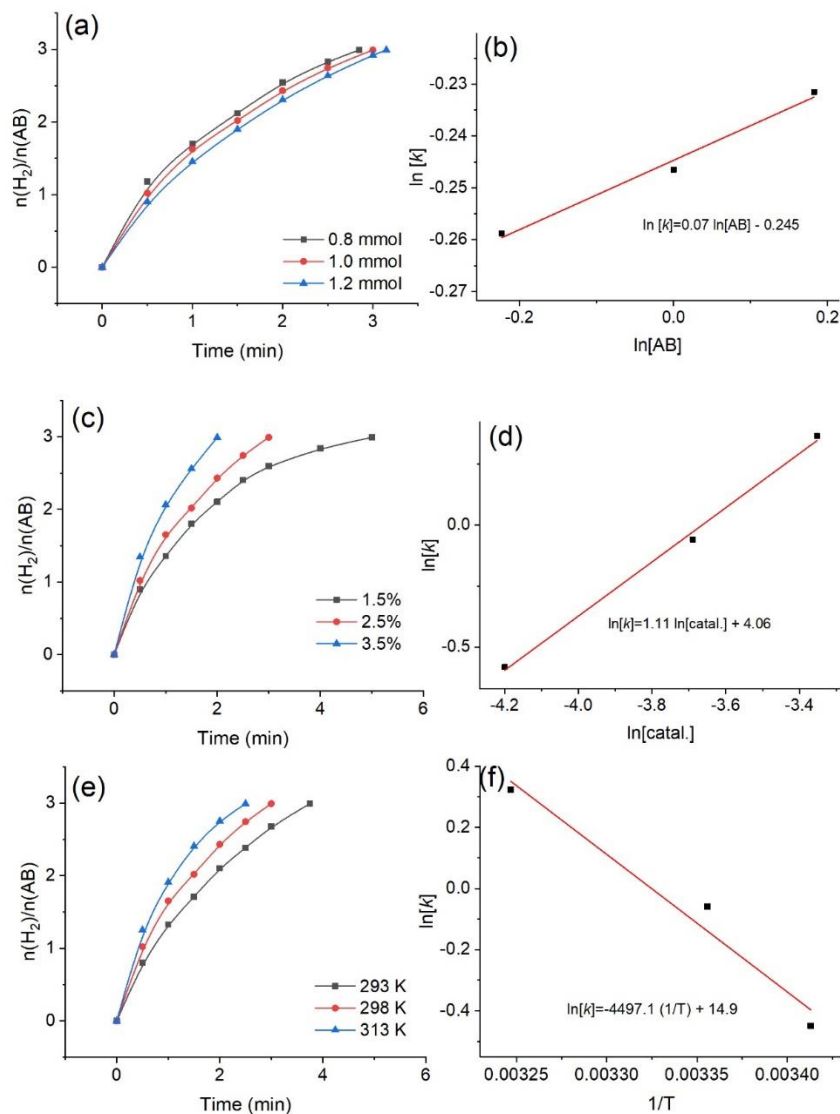 (a)
n(H₂)/n(AB)
3
2
1
0
0.8 mmol
1.0 mmol
1.2 mmol
0 1 2 3
Time (min)
(b)
ln [k]
-0.23
-0.24
-0.25
-0.26
-0.27
ln [k]=0.07 ln[AB] - 0.245
-0.2 0.0 0.2
ln[AB]
(c)
n(H₂)/n(AB)
3
2
1
0
1.5%
2.5%
3.5%
0 2 4 6
Time (min)
(d)
ln[k]
0.0
-0.5
ln[k]=1.11 ln[catal.] + 4.06
-4.2 -4.0 -3.8 -3.6 -3.4
ln[catal.]
(e)
n(H₂)/n(AB)
3
2
1
0
293 K
298 K
313 K
0 2 4 6
Time (min)
(f)
ln[k]
0.4
0.2
0.0
-0.2
-0.4
ln[k]=-4497.1 (1/T) + 14.9
0.00325 0.00330 0.00335 0.00340
1/T